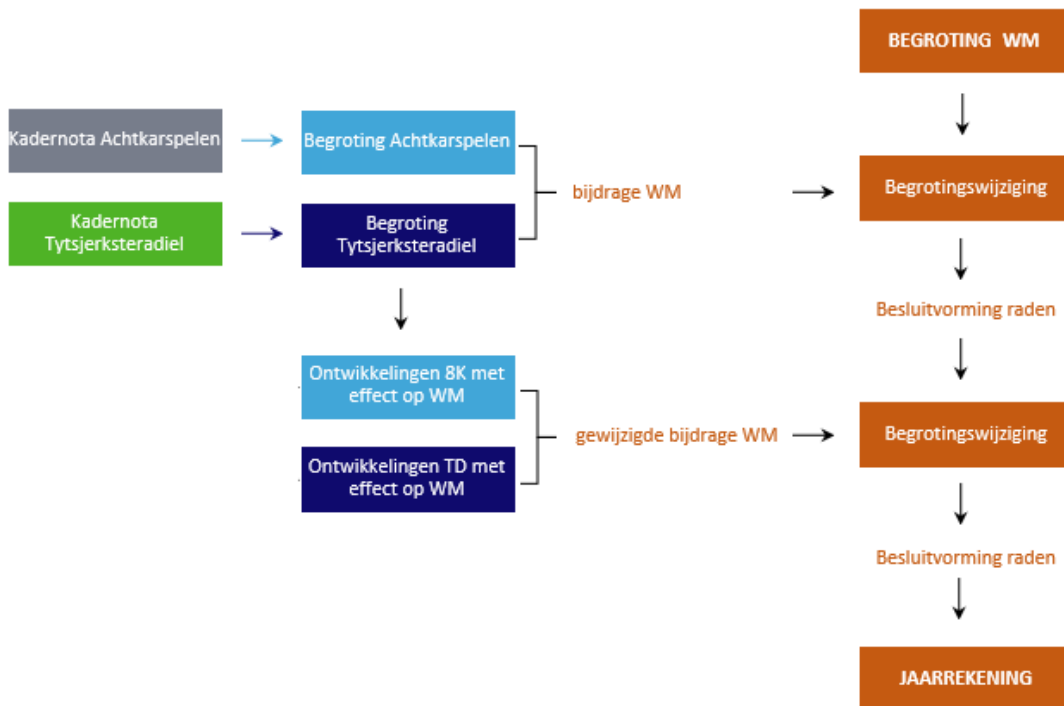 BEGROTING WM
Kadernota Achtkarspelen
Begroting Achtkarspelen
bijdrage WM
Begrotingswijziging
Kadernota
Tytsjerksteradiel
Begroting
Tytsjerksteradiel
Besluitvorming raden
Ontwikkelingen 8K met
effect op WM
gewijzigde bijdrage WM
Begrotingswijziging
Ontwikkelingen TD met
effect op WM
Besluitvorming raden
JAARREKENING